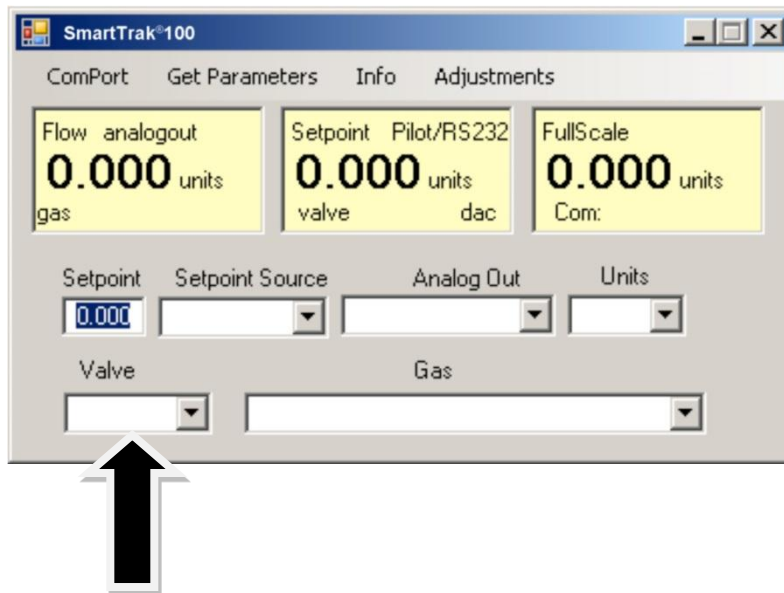 SmartTrak®100
ComPort Get Parameters Info Adjustments
Flow analogout
0.000 units
gas
Setpoint Pilot/RS232
0.000 units
valve dac
FullScale
0.000 units
Com:
Setpoint Setpoint Source Analog Out Units
0.000
Valve Gas